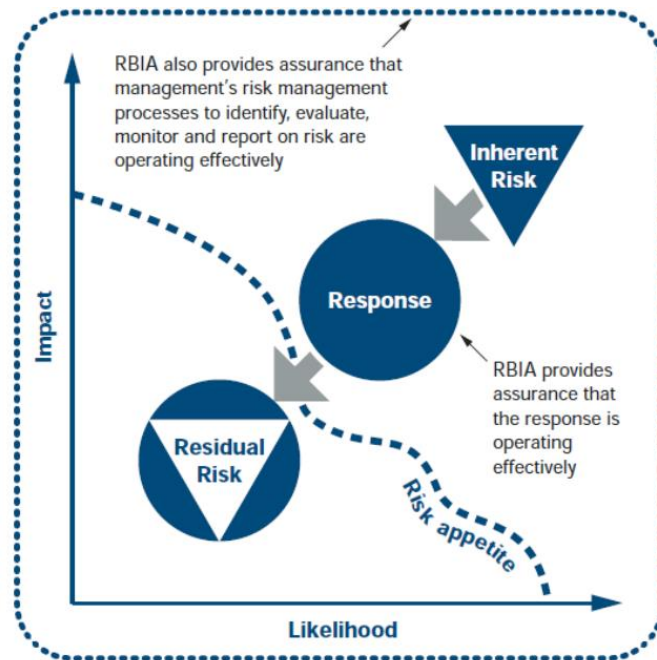 RBIA also provides assurance that
management's risk management
processes to identify, evaluate,
monitor and report on risk are
operating effectively
Inherent
Risk
Response
Impact
RBIA provides
assurance that
the response is
operating
effectively
Residual
Risk
Risk appetite
Likelihood